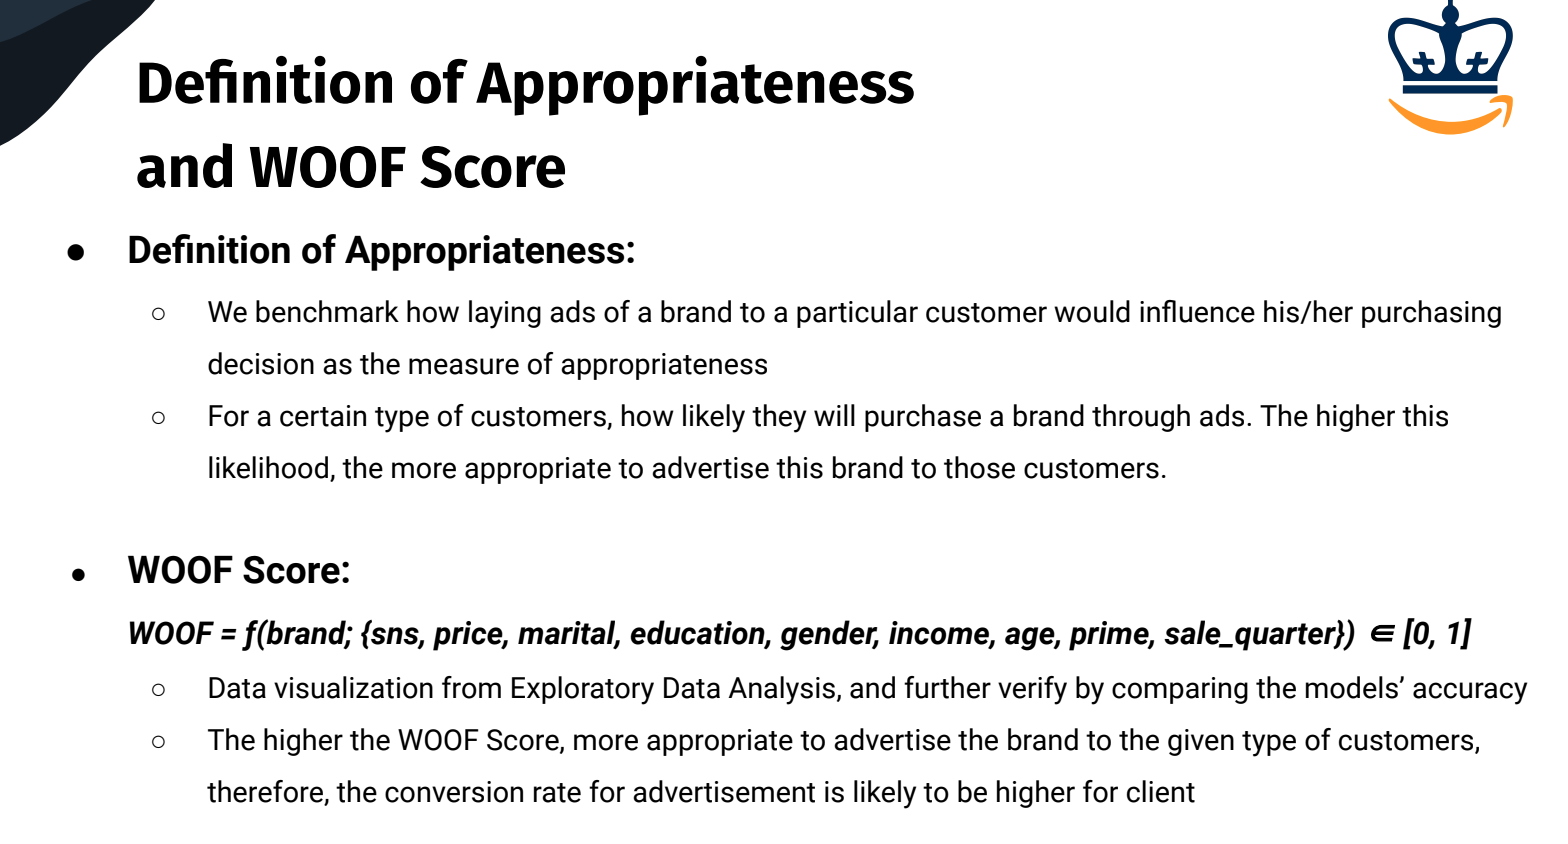 Definition of Appropriateness
and WOOF Score
● Definition of Appropriateness:
○ We benchmark how laying ads of a brand to a particular customer would influence his/her purchasing
decision as the measure of appropriateness
○ For a certain type of customers, how likely they will purchase a brand through ads. The higher this
likelihood, the more appropriate to advertise this brand to those customers.
● WOOF Score:
WOOF = f(brand; {sns, price, marital, education, gender, income, age, prime, sale_quarter}) ∈ [0, 1]
○ Data visualization from Exploratory Data Analysis, and further verify by comparing the models’ accuracy
○ The higher the WOOF Score, more appropriate to advertise the brand to the given type of customers,
therefore, the conversion rate for advertisement is likely to be higher for client